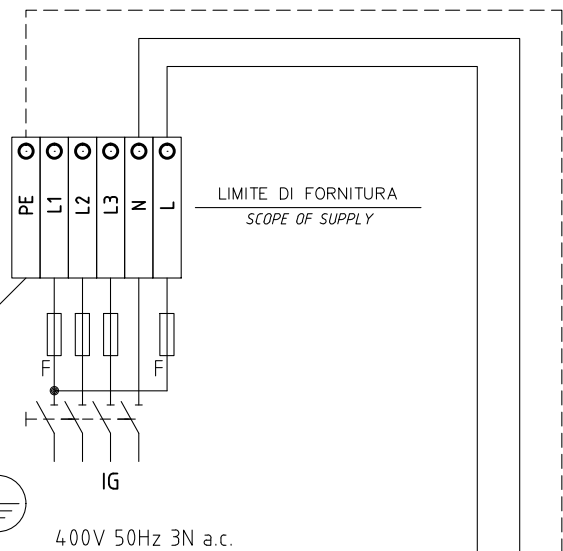 PE L1 L2 L3 N L
LIMITE DI FORNITURA
SCOPE OF SUPPLY
F F
IG
400V 50Hz 3N a.c.